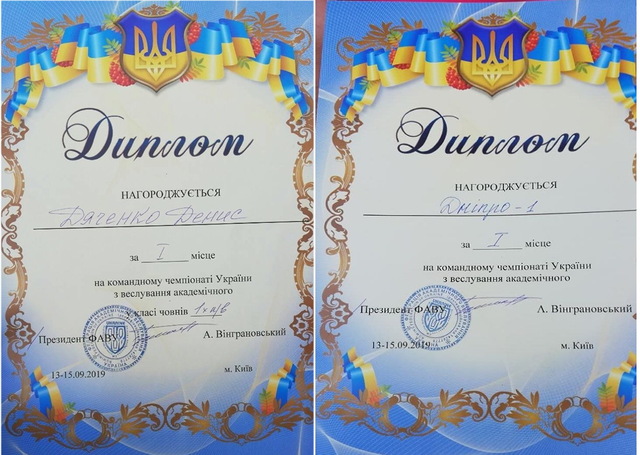 Диплом
НАГОРОДЖУЄТЬСЯ
Дяченко Денис
за I місце
на командному чемпіонаті України
з веслування академічного
у класі човнів 1х п/в
Президент ФАВУ А. Вінграновський
13-15.09.2019 м. Київ
Диплом
НАГОРОДЖУЄТЬСЯ
Дніпро-1
за I місце
на командному чемпіонаті України
з веслування академічного
Президент ФАВУ А. Вінграновський
13-15.09.2019 м. Київ